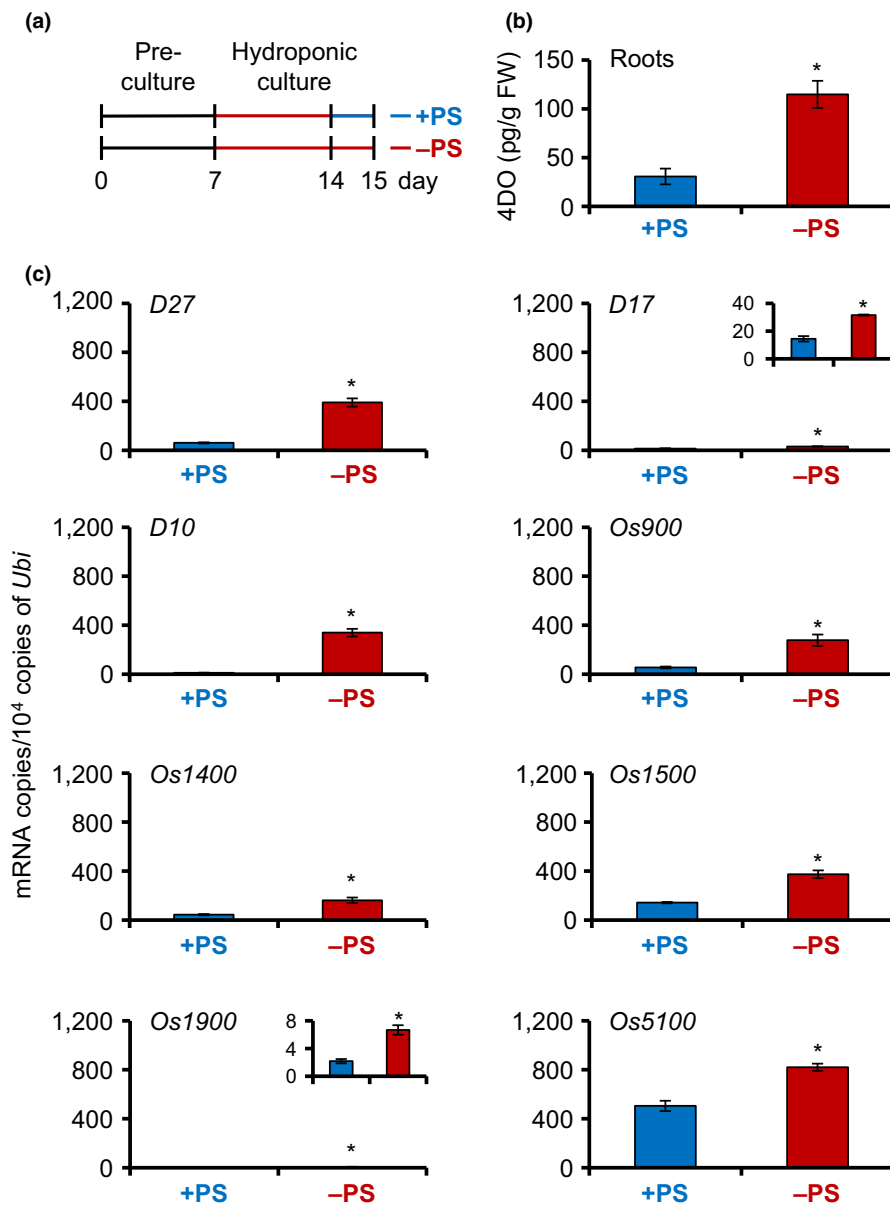 (a)
Pre-
culture
Hydroponic
culture
+PS
–PS
0 7 14 15 day
(b)
Roots
4DO (pg/g FW)
150
100
50
0
*
+PS –PS
(c)
mRNA copies/10⁴ copies of Ubi
D27
1,200
800
400
0
*
+PS –PS
D17
1,200
800
400
0
40
20
0
*
*
+PS –PS
D10
1,200
800
400
0
*
+PS –PS
Os900
1,200
800
400
0
*
+PS –PS
Os1400
1,200
800
400
0
*
+PS –PS
Os1500
1,200
800
400
0
*
+PS –PS
Os1900
1,200
800
400
0
8
4
0
*
*
+PS –PS
Os5100
1,200
800
400
0
*
+PS –PS